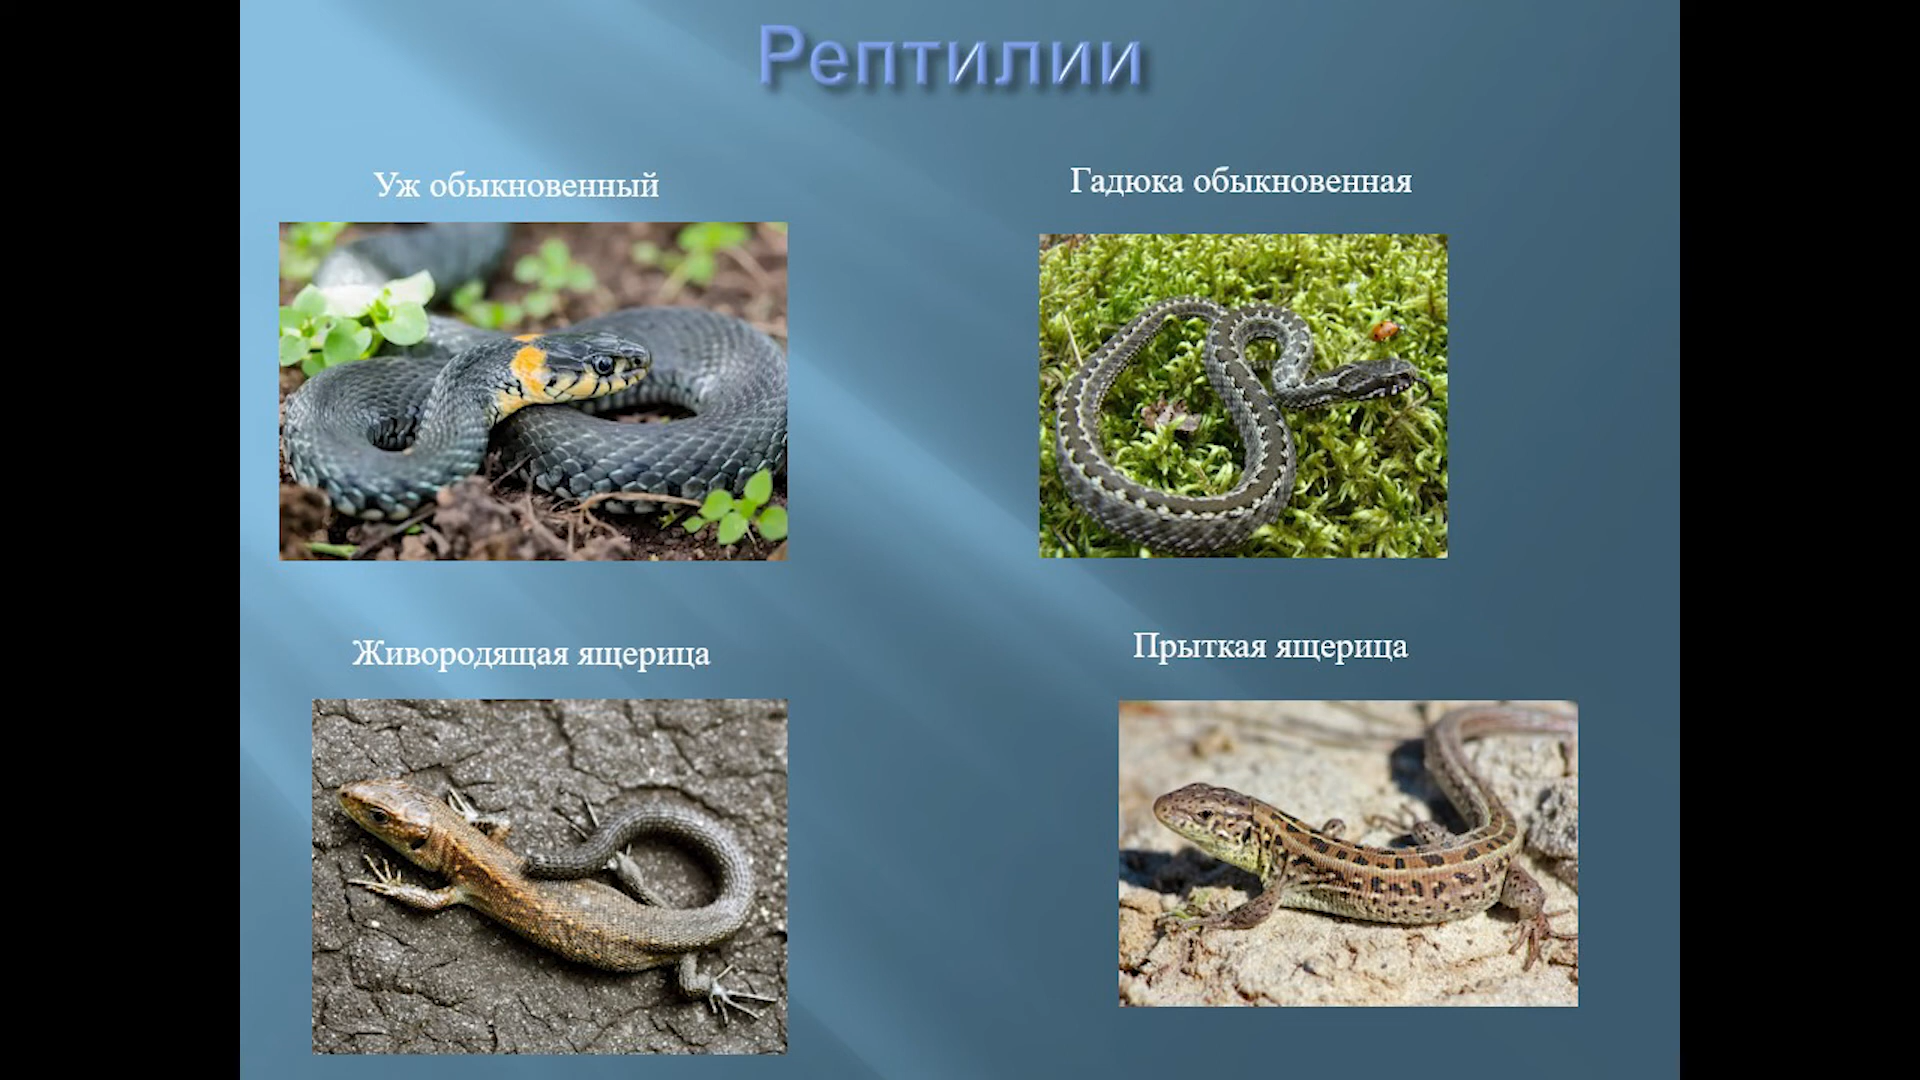 Рептилии
Уж обыкновенный
Гадюка обыкновенная
Живородящая ящерица
Прыткая ящерица